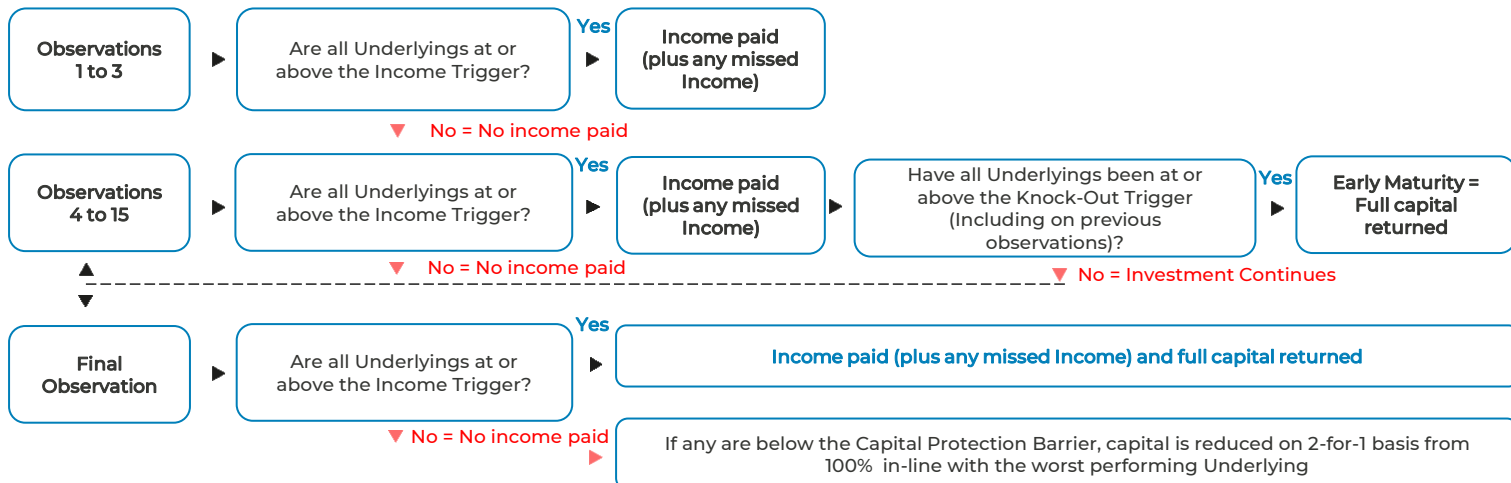 Observations
1 to 3
Are all Underlyings at or
above the Income Trigger?
Yes
Income paid
(plus any missed
Income)
No = No income paid
Observations
4 to 15
Are all Underlyings at or
above the Income Trigger?
Yes
Income paid
(plus any missed
Income)
Have all Underlyings been at or
above the Knock-Out Trigger
(Including on previous
observations)?
Yes
Early Maturity =
Full capital
returned
No = No income paid
No = Investment Continues
Final
Observation
Are all Underlyings at or
above the Income Trigger?
Yes
Income paid (plus any missed Income) and full capital returned
No = No income paid
If any are below the Capital Protection Barrier, capital is reduced on 2-for-1 basis from
100% in-line with the worst performing Underlying